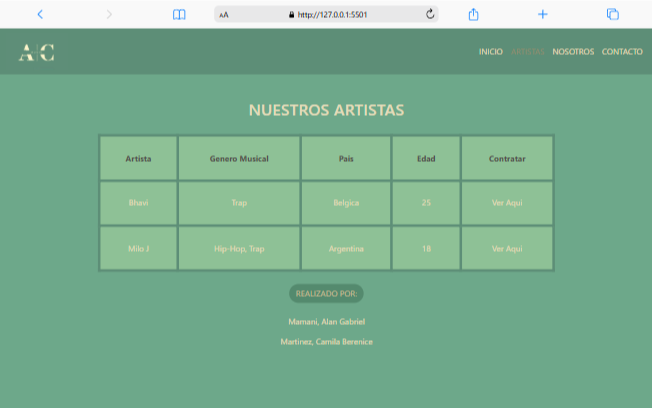 AA http://127.0.0.1:5501
A+C INICIO ARTISTAS NOSOTROS CONTACTO
NUESTROS ARTISTAS
Artista Genero Musical Pais Edad Contratar
Bhavi Trap Belgica 25 Ver Aqui
Milo J Hip-Hop, Trap Argentina 18 Ver Aqui
REALIZADO POR:
Mamani, Alan Gabriel
Martinez, Camila Berenice